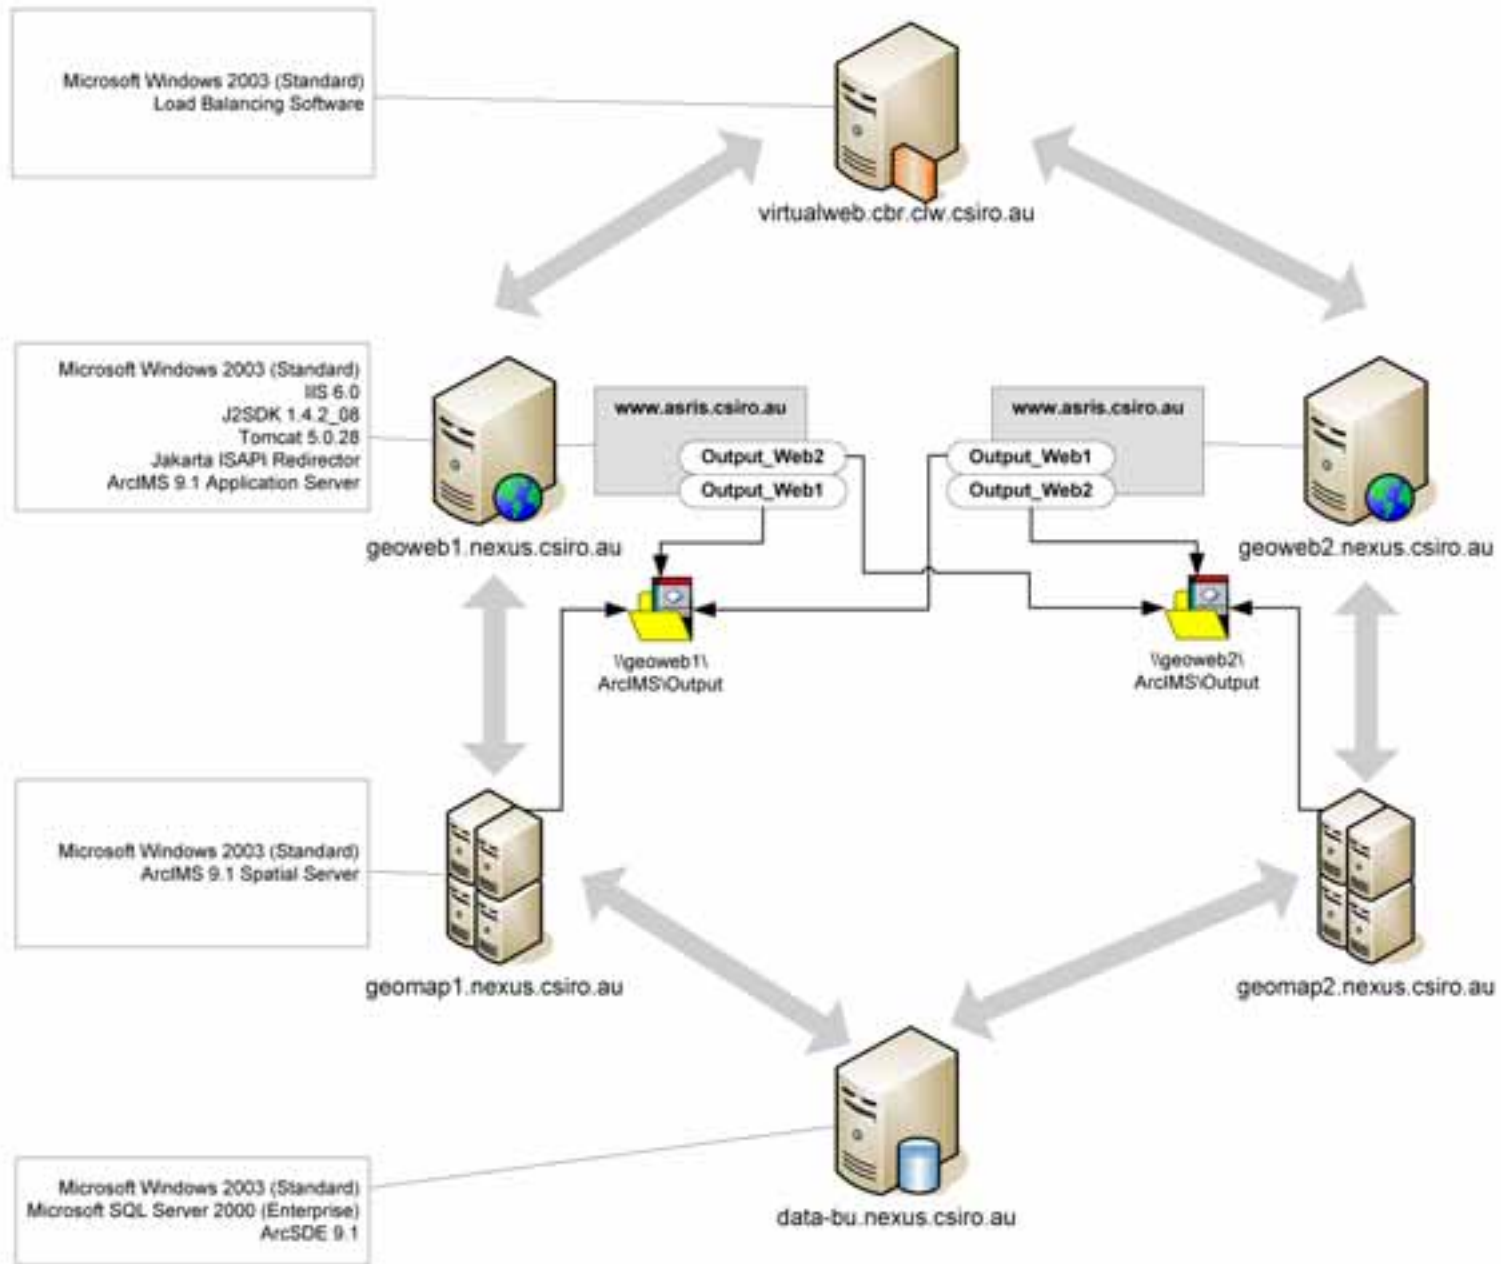 Microsoft Windows 2003 (Standard)
Load Balancing Software
virtualweb.cbr.clw.csiro.au
Microsoft Windows 2003 (Standard)
IIS 6.0
J2SDK 1.4.2_08
Tomcat 5.0.28
Jakarta ISAPI Redirector
ArcIMS 9.1 Application Server
geoweb1.nexus.csiro.au
www.asris.csiro.au
Output_Web2
Output_Web1
www.asris.csiro.au
Output_Web1
Output_Web2
geoweb2.nexus.csiro.au
\\geoweb1\
ArcIMS\Output
\\geoweb2\
ArcIMS\Output
Microsoft Windows 2003 (Standard)
ArcIMS 9.1 Spatial Server
geomap1.nexus.csiro.au
geomap2.nexus.csiro.au
Microsoft Windows 2003 (Standard)
Microsoft SQL Server 2000 (Enterprise)
ArcSDE 9.1
data-bu.nexus.csiro.au